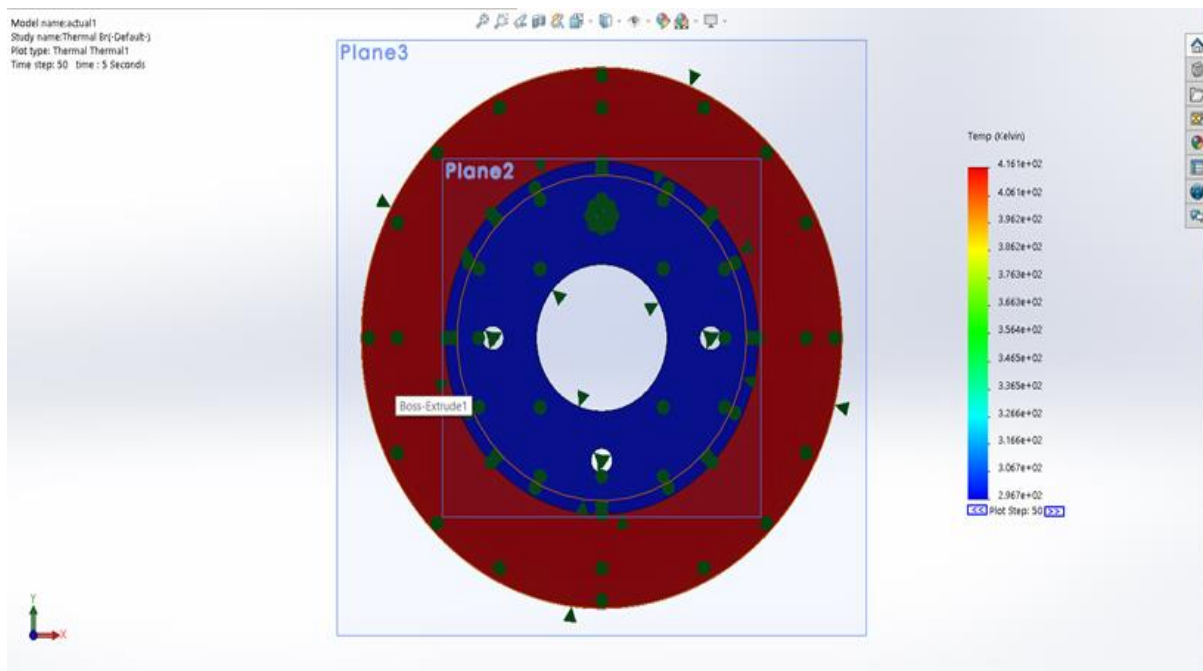 Model name:actual1
Study name:Thermal Br(-Default-)
Plot type: Thermal Thermal1
Time step: 50 time : 5 Seconds
Plane3
Plane2
Boss-Extrude1
Temp (Kelvin)
4.161e+02
4.061e+02
3.962e+02
3.862e+02
3.763e+02
3.663e+02
3.564e+02
3.465e+02
3.365e+02
3.266e+02
3.166e+02
3.067e+02
2.967e+02
<< Plot Step: 50 >>
Y
X